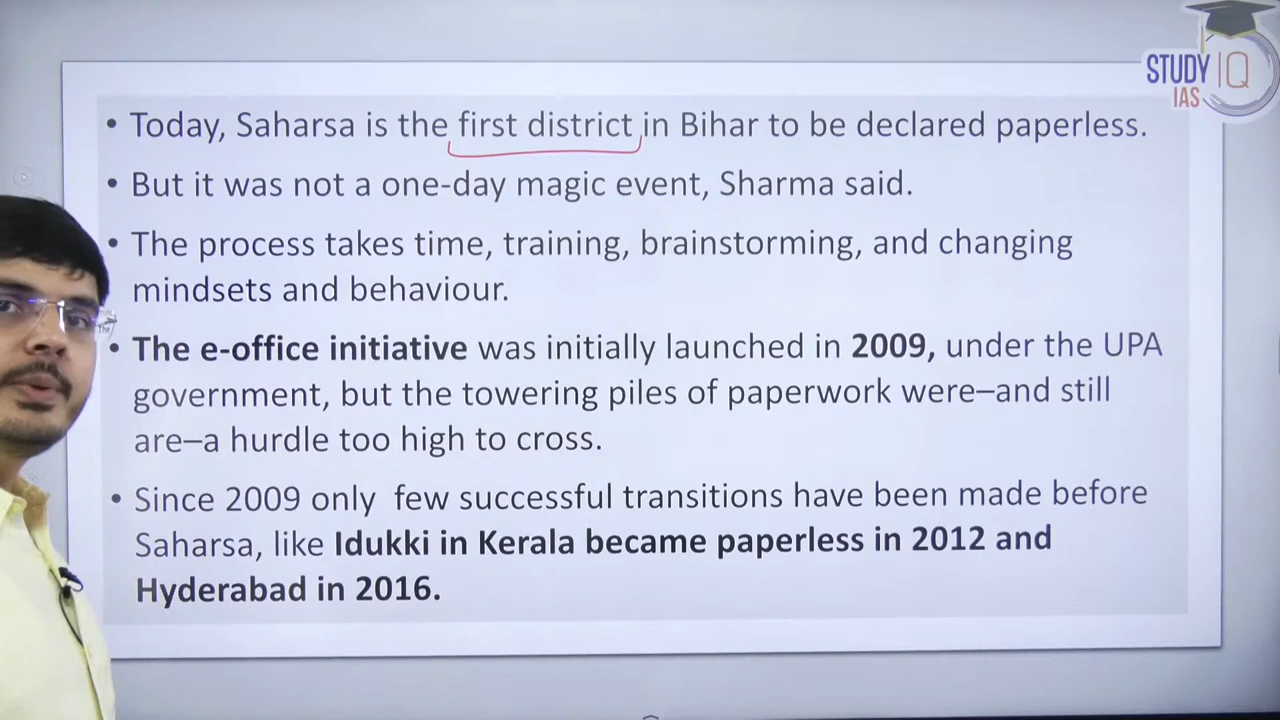 STUDY IQ
IAS
• Today, Saharsa is the first district in Bihar to be declared paperless.
• But it was not a one-day magic event, Sharma said.
• The process takes time, training, brainstorming, and changing
mindsets and behaviour.
• The e-office initiative was initially launched in 2009, under the UPA
government, but the towering piles of paperwork were–and still
are–a hurdle too high to cross.
• Since 2009 only few successful transitions have been made before
Saharsa, like Idukki in Kerala became paperless in 2012 and
Hyderabad in 2016.